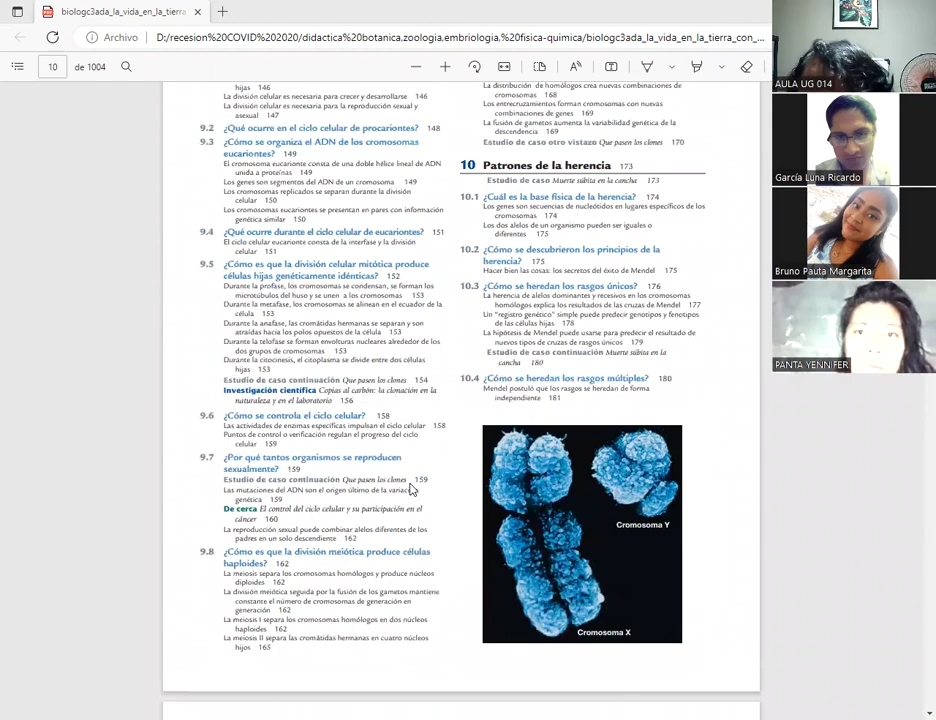 biologc3ada_la_vida_en_la_tierra
Archivo
D:/recesion%20COVID%202020/didactica%20botanica.zoologia,embriologia,%20fisica-quimica/biologc3ada_la_vida_en_la_tierra_con_...
10
de 1004
hijas 146
La división celular es necesaria para crecer y desarrollarse 146
La división celular es necesaria para la reproducción sexual y
asexual 147
9.2 ¿Qué ocurre en el ciclo celular de procariontes? 148
9.3 ¿Cómo se organiza el ADN de los cromosomas
eucariontes? 149
El cromosoma eucarionte consta de una doble hélice lineal de ADN
unida a proteínas 149
Los genes son segmentos del ADN de un cromosoma 149
Los cromosomas replicados se separan durante la división
celular 150
Los cromosomas eucariontes se presentan en pares con información
genética similar 150
9.4 ¿Qué ocurre durante el ciclo celular de eucariontes? 151
El ciclo celular eucarionte consta de la interfase y la división
celular 151
9.5 ¿Cómo es que la división celular mitótica produce
células hijas genéticamente idénticas? 152
Durante la profase, los cromosomas se condensan, se forman los
microtúbulos del huso y se unen a los cromosomas 153
Durante la metafase, los cromosomas se alinean en el ecuador de la
célula 153
Durante la anafase, las cromátidas hermanas se separan y son
atraídas hacia los polos opuestos de la célula 153
Durante la telofase se forman envolturas nucleares alrededor de los
dos grupos de cromosomas 153
Durante la citocinesis, el citoplasma se divide entre dos células
hijas 153
Estudio de caso continuación Que pasen los clones 154
Investigación científica Copias al carbón: la clonación en la
naturaleza y en el laboratorio 156
9.6 ¿Cómo se controla el ciclo celular? 158
Las actividades de enzimas específicas impulsan el ciclo celular 158
Puntos de control o verificación regulan el progreso del ciclo
celular 159
9.7 ¿Por qué tantos organismos se reproducen
sexualmente? 159
Estudio de caso continuación Que pasen los clones 159
Las mutaciones del ADN son el origen último de la
genética 159
De cerca El control del ciclo celular y su participación en el
cáncer 160
La reproducción sexual puede combinar alelos diferentes de los
padres en un solo descendiente 162
9.8 ¿Cómo es que la división meiótica produce células
haploides? 162
La meiosis separa los cromosomas homólogos y produce núcleos
diploides 162
La división meiótica seguida por la fusión de los gametos mantiene
constante el número de cromosomas de generación en
generación 162
La meiosis I separa los cromosomas homólogos en dos núcleos
haploides 162
La meiosis II separa las cromátidas hermanas en cuatro núcleos
hijos 165
La distribución de homólogos crea nuevas combinaciones de
cromosomas 168
Los entrecruzamientos forman cromosomas con nuevas
combinaciones de genes 169
La fusión de gametos aumenta la variabilidad genética de la
descendencia 169
Estudio de caso otro vistazo Que pasen los clones 170
10 Patrones de la herencia 173
Estudio de caso Muerte súbita en la cancha 173
10.1 ¿Cuál es la base física de la herencia? 174
Los genes son secuencias de nucleótidos en lugares específicos de los
cromosomas 174
Los dos alelos de un organismo pueden ser iguales o
diferentes 175
10.2 ¿Cómo se descubrieron los principios de la
herencia? 175
Hacer bien las cosas: los secretos del éxito de Mendel 175
10.3 ¿Cómo se heredan los rasgos únicos? 176
La herencia de alelos dominantes y recesivos en los cromosomas
homólogos explica los resultados de las cruzas de Mendel 177
Un "registro genético" simple puede predecir genotipos y fenotipos
de las células hijas 178
La hipótesis de Mendel puede usarse para predecir el resultado de
nuevos tipos de cruzas de rasgos únicos 179
Estudio de caso continuación Muerte súbita en la
cancha 180
10.4 ¿Cómo se heredan los rasgos múltiples? 180
Mendel postuló que los rasgos se heredan de forma
independiente 181
Cromosoma Y
Cromosoma X
AULA UG 014
García Luna Ricardo
Bruno Pauta Margarita
PANTA YENNIFER